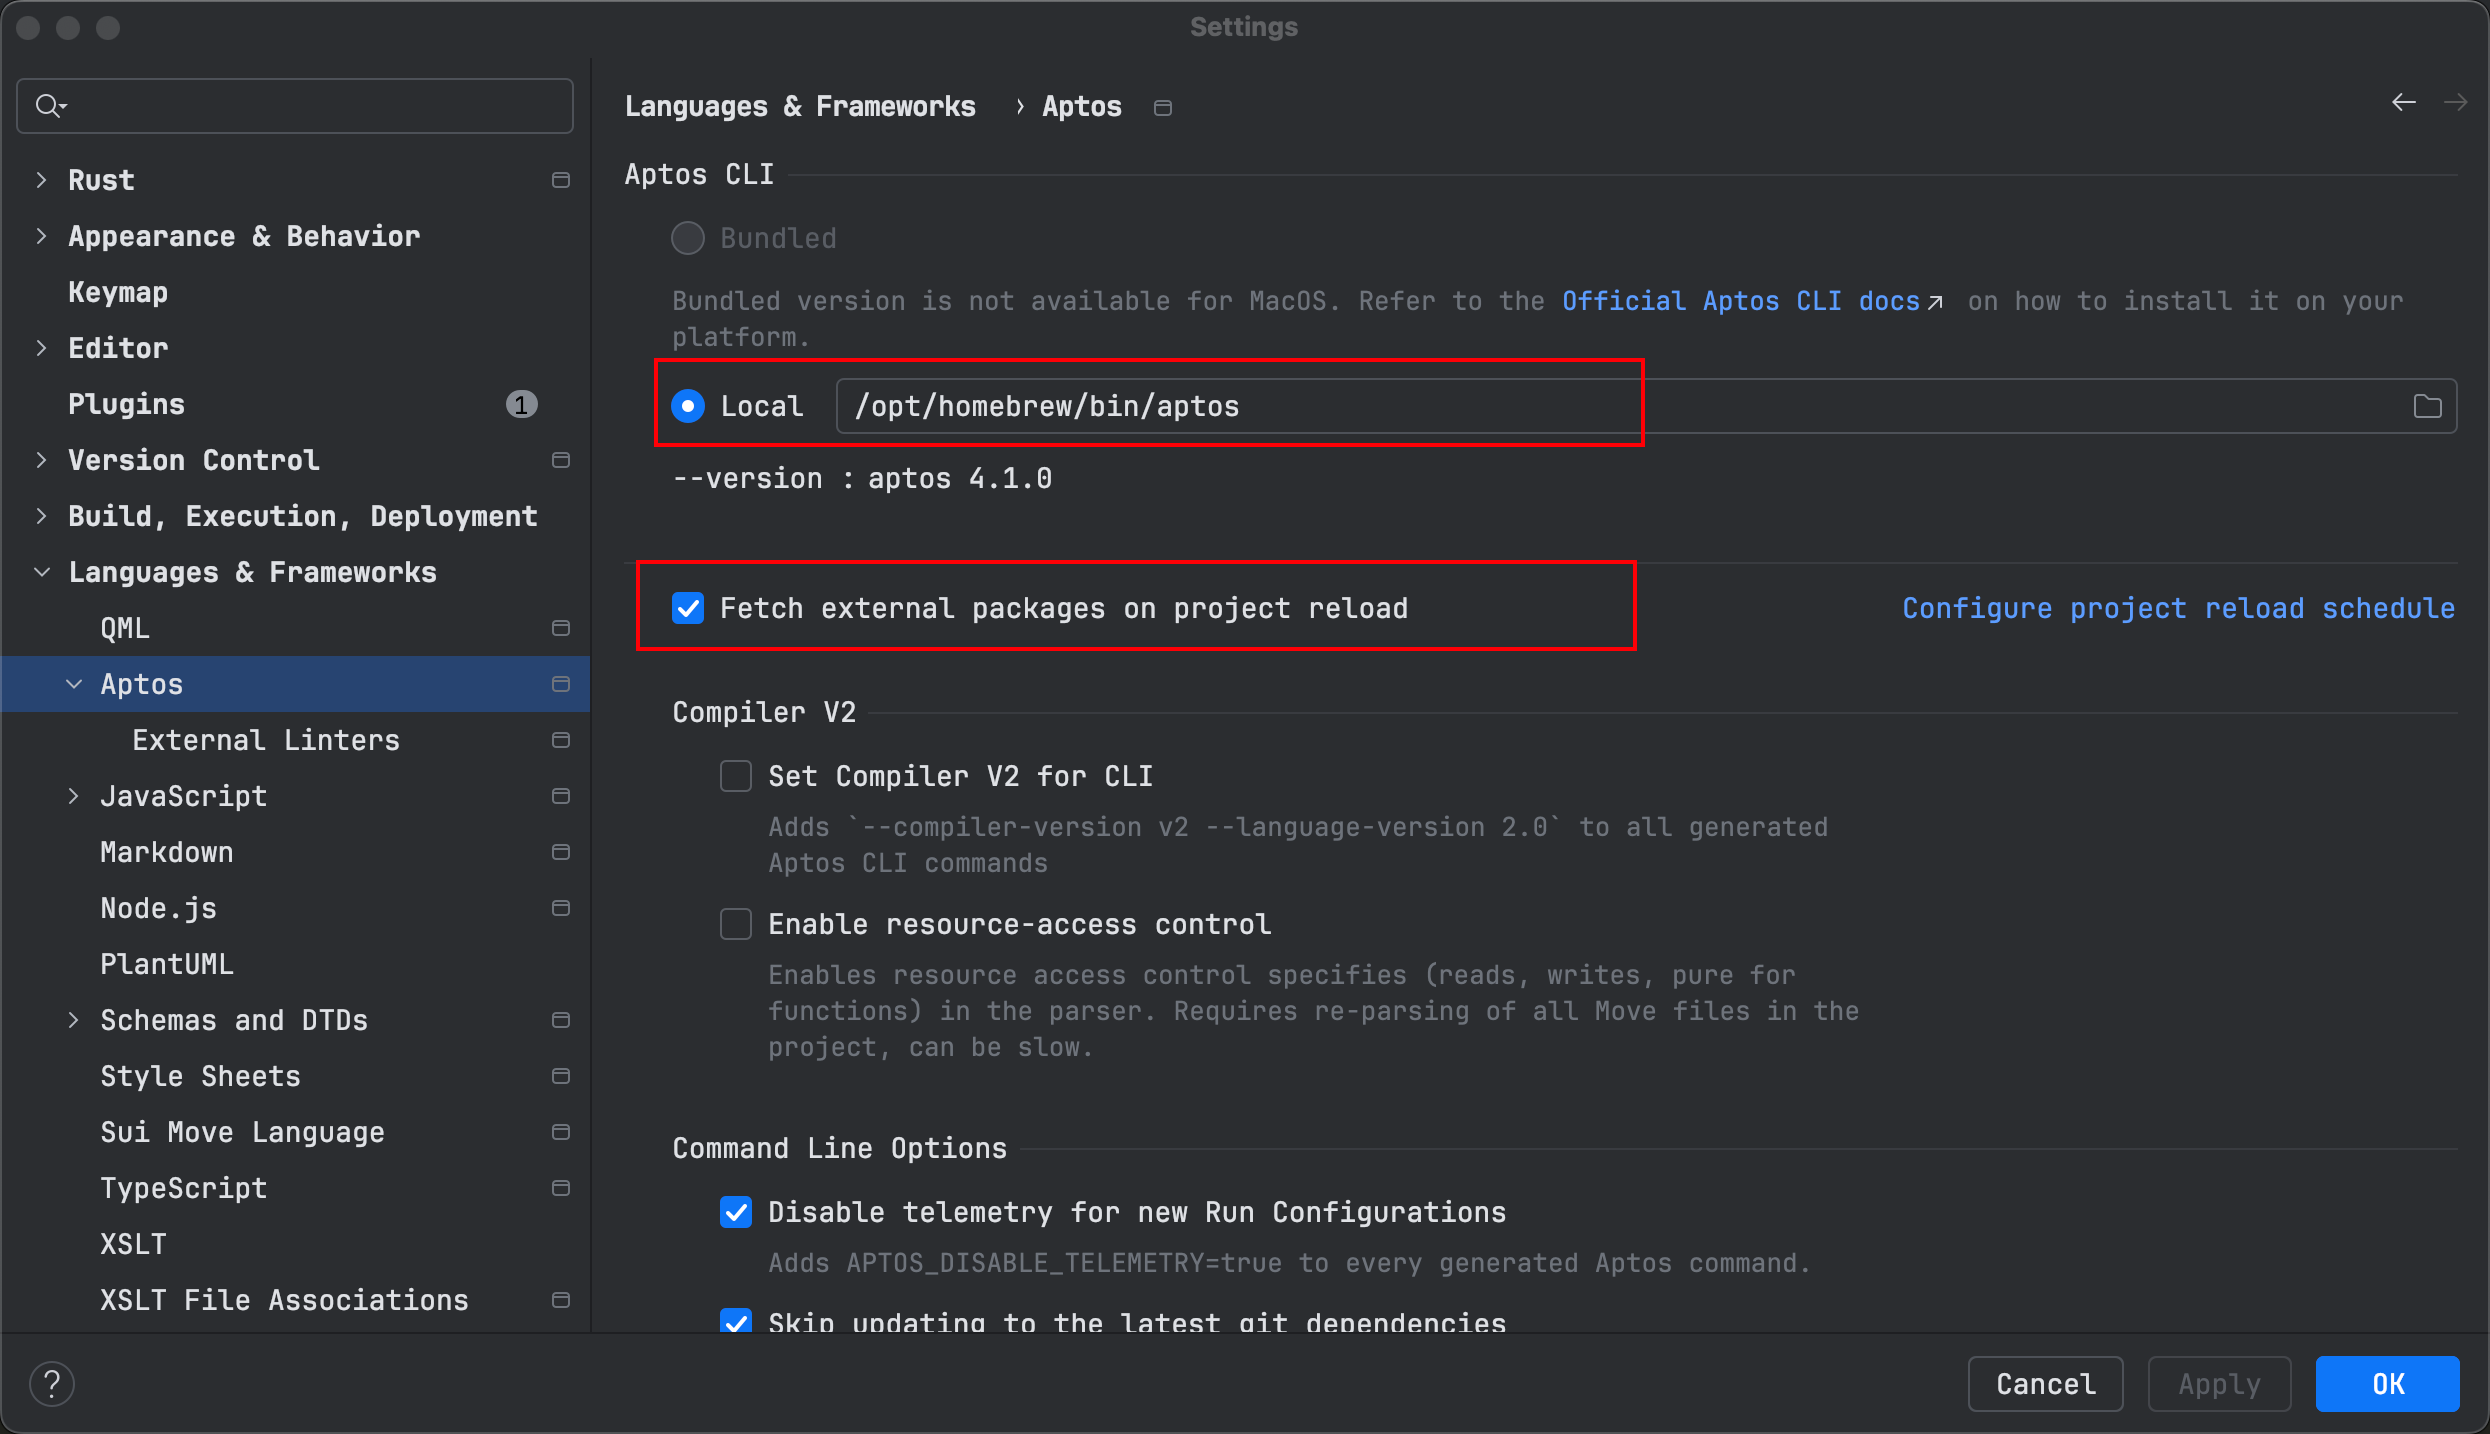 Settings
Rust
Appearance & Behavior
Keymap
Editor
Plugins
1
Version Control
Build, Execution, Deployment
Languages & Frameworks
QML
Aptos
External Linters
JavaScript
Markdown
Node.js
PlantUML
Schemas and DTDs
Style Sheets
Sui Move Language
TypeScript
XSLT
XSLT File Associations
Languages & Frameworks › Aptos
Aptos CLI
Bundled
Bundled version is not available for MacOS. Refer to the Official Aptos CLI docs↗ on how to install it on your
platform.
Local
/opt/homebrew/bin/aptos
--version : aptos 4.1.0
Fetch external packages on project reload
Configure project reload schedule
Compiler V2
Set Compiler V2 for CLI
Adds `--compiler-version v2 --language-version 2.0` to all generated
Aptos CLI commands
Enable resource-access control
Enables resource access control specifies (reads, writes, pure for
functions) in the parser. Requires re-parsing of all Move files in the
project, can be slow.
Command Line Options
Disable telemetry for new Run Configurations
Adds APTOS_DISABLE_TELEMETRY=true to every generated Aptos command.
Skip updating to the latest git dependencies
?
Cancel
Apply
OK